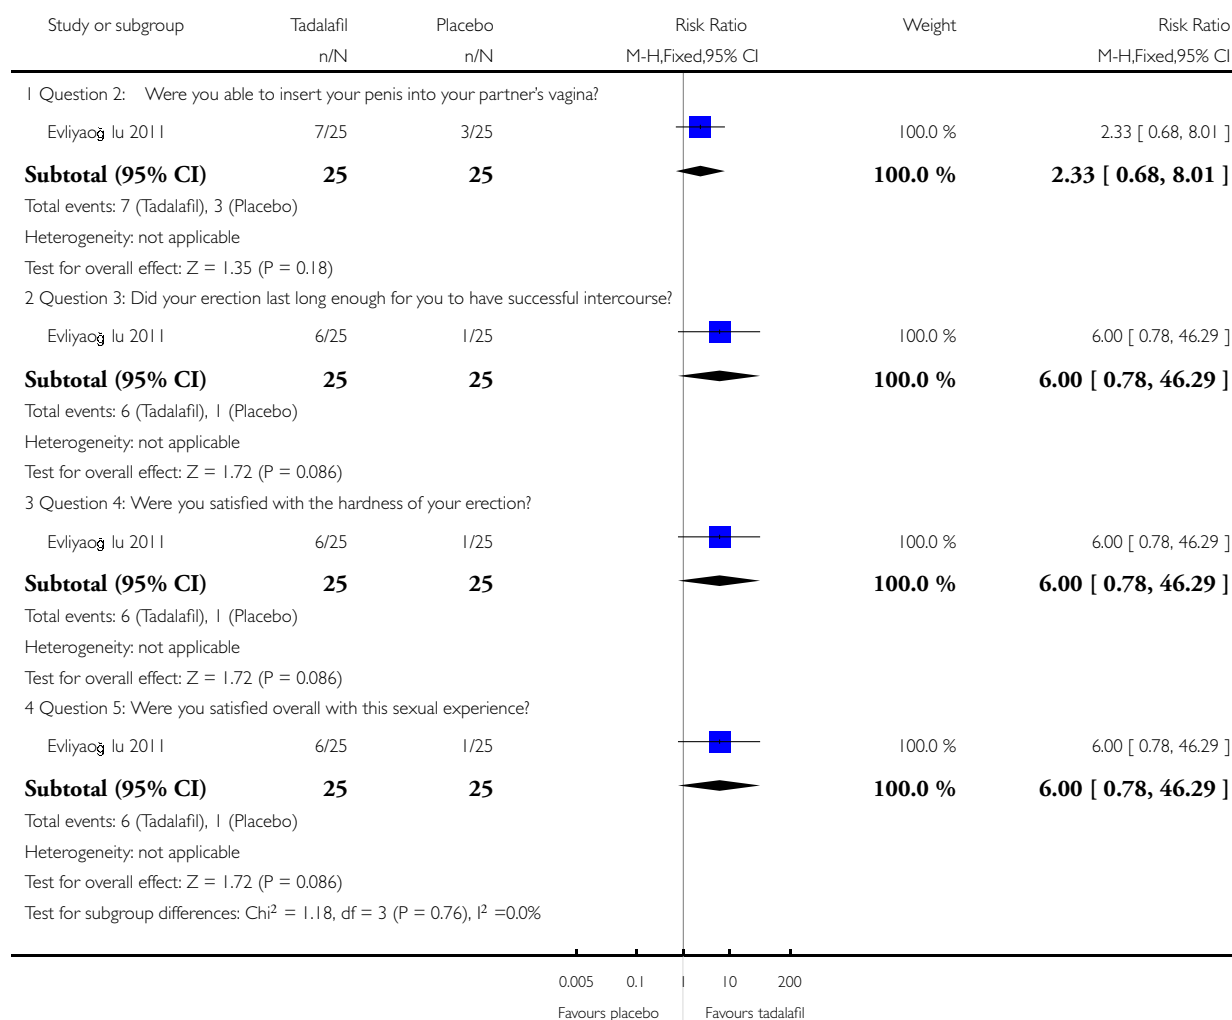 Study or subgroup Tadalafil Placebo Risk Ratio Weight Risk Ratio
n/N n/N M-H,Fixed,95% CI M-H,Fixed,95% CI
1 Question 2: Were you able to insert your penis into your partner's vagina?
Evliyaoğ lu 2011 7/25 3/25 100.0 % 2.33 [ 0.68, 8.01 ]
Subtotal (95% CI) 25 25 100.0 % 2.33 [ 0.68, 8.01 ]
Total events: 7 (Tadalafil), 3 (Placebo)
Heterogeneity: not applicable
Test for overall effect: Z = 1.35 (P = 0.18)
2 Question 3: Did your erection last long enough for you to have successful intercourse?
Evliyaoğ lu 2011 6/25 1/25 100.0 % 6.00 [ 0.78, 46.29 ]
Subtotal (95% CI) 25 25 100.0 % 6.00 [ 0.78, 46.29 ]
Total events: 6 (Tadalafil), 1 (Placebo)
Heterogeneity: not applicable
Test for overall effect: Z = 1.72 (P = 0.086)
3 Question 4: Were you satisfied with the hardness of your erection?
Evliyaoğ lu 2011 6/25 1/25 100.0 % 6.00 [ 0.78, 46.29 ]
Subtotal (95% CI) 25 25 100.0 % 6.00 [ 0.78, 46.29 ]
Total events: 6 (Tadalafil), 1 (Placebo)
Heterogeneity: not applicable
Test for overall effect: Z = 1.72 (P = 0.086)
4 Question 5: Were you satisfied overall with this sexual experience?
Evliyaoğ lu 2011 6/25 1/25 100.0 % 6.00 [ 0.78, 46.29 ]
Subtotal (95% CI) 25 25 100.0 % 6.00 [ 0.78, 46.29 ]
Total events: 6 (Tadalafil), 1 (Placebo)
Heterogeneity: not applicable
Test for overall effect: Z = 1.72 (P = 0.086)
Test for subgroup differences: Chi² = 1.18, df = 3 (P = 0.76), I² =0.0%
0.005 0.1 1 10 200
Favours placebo Favours tadalafil